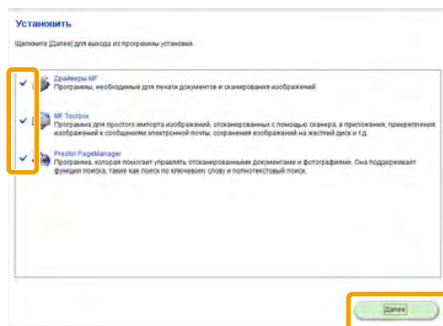 Установить
Щелкните [Далее] для выхода из программы установки.
Драйверы MF
Программы, необходимые для печати документов и сканирования изображений.
MF Toolbox
Программа для простого импорта изображений, отсканированных с помощью сканера, в приложения, прикрепления
изображений к сообщениям электронной почты, сохранения изображений на жесткий диск и т.д.
Presto! PageManager
Программа, которая помогает управлять отсканированными документами и фотографиями. Она поддерживает
функции поиска, такие как поиск по ключевому слову и полнотекстовый поиск.
Далее